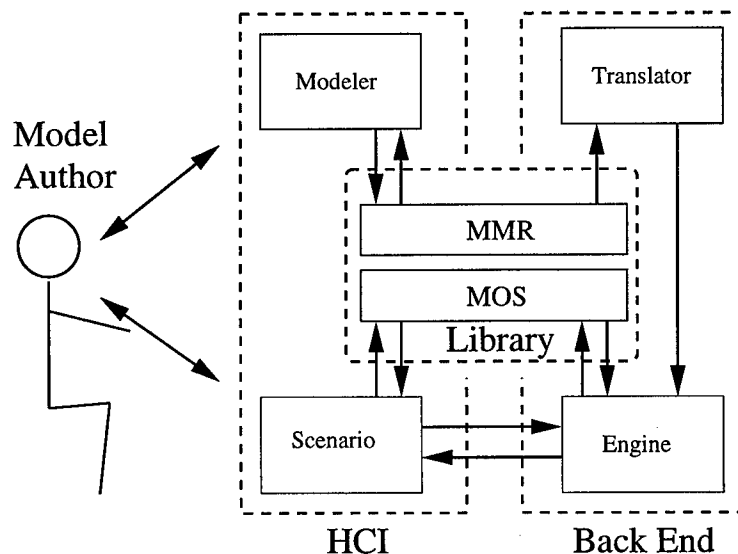 Modeler
Translator
Model
Author
MMR
MOS
Library
Scenario
Engine
HCI
Back End